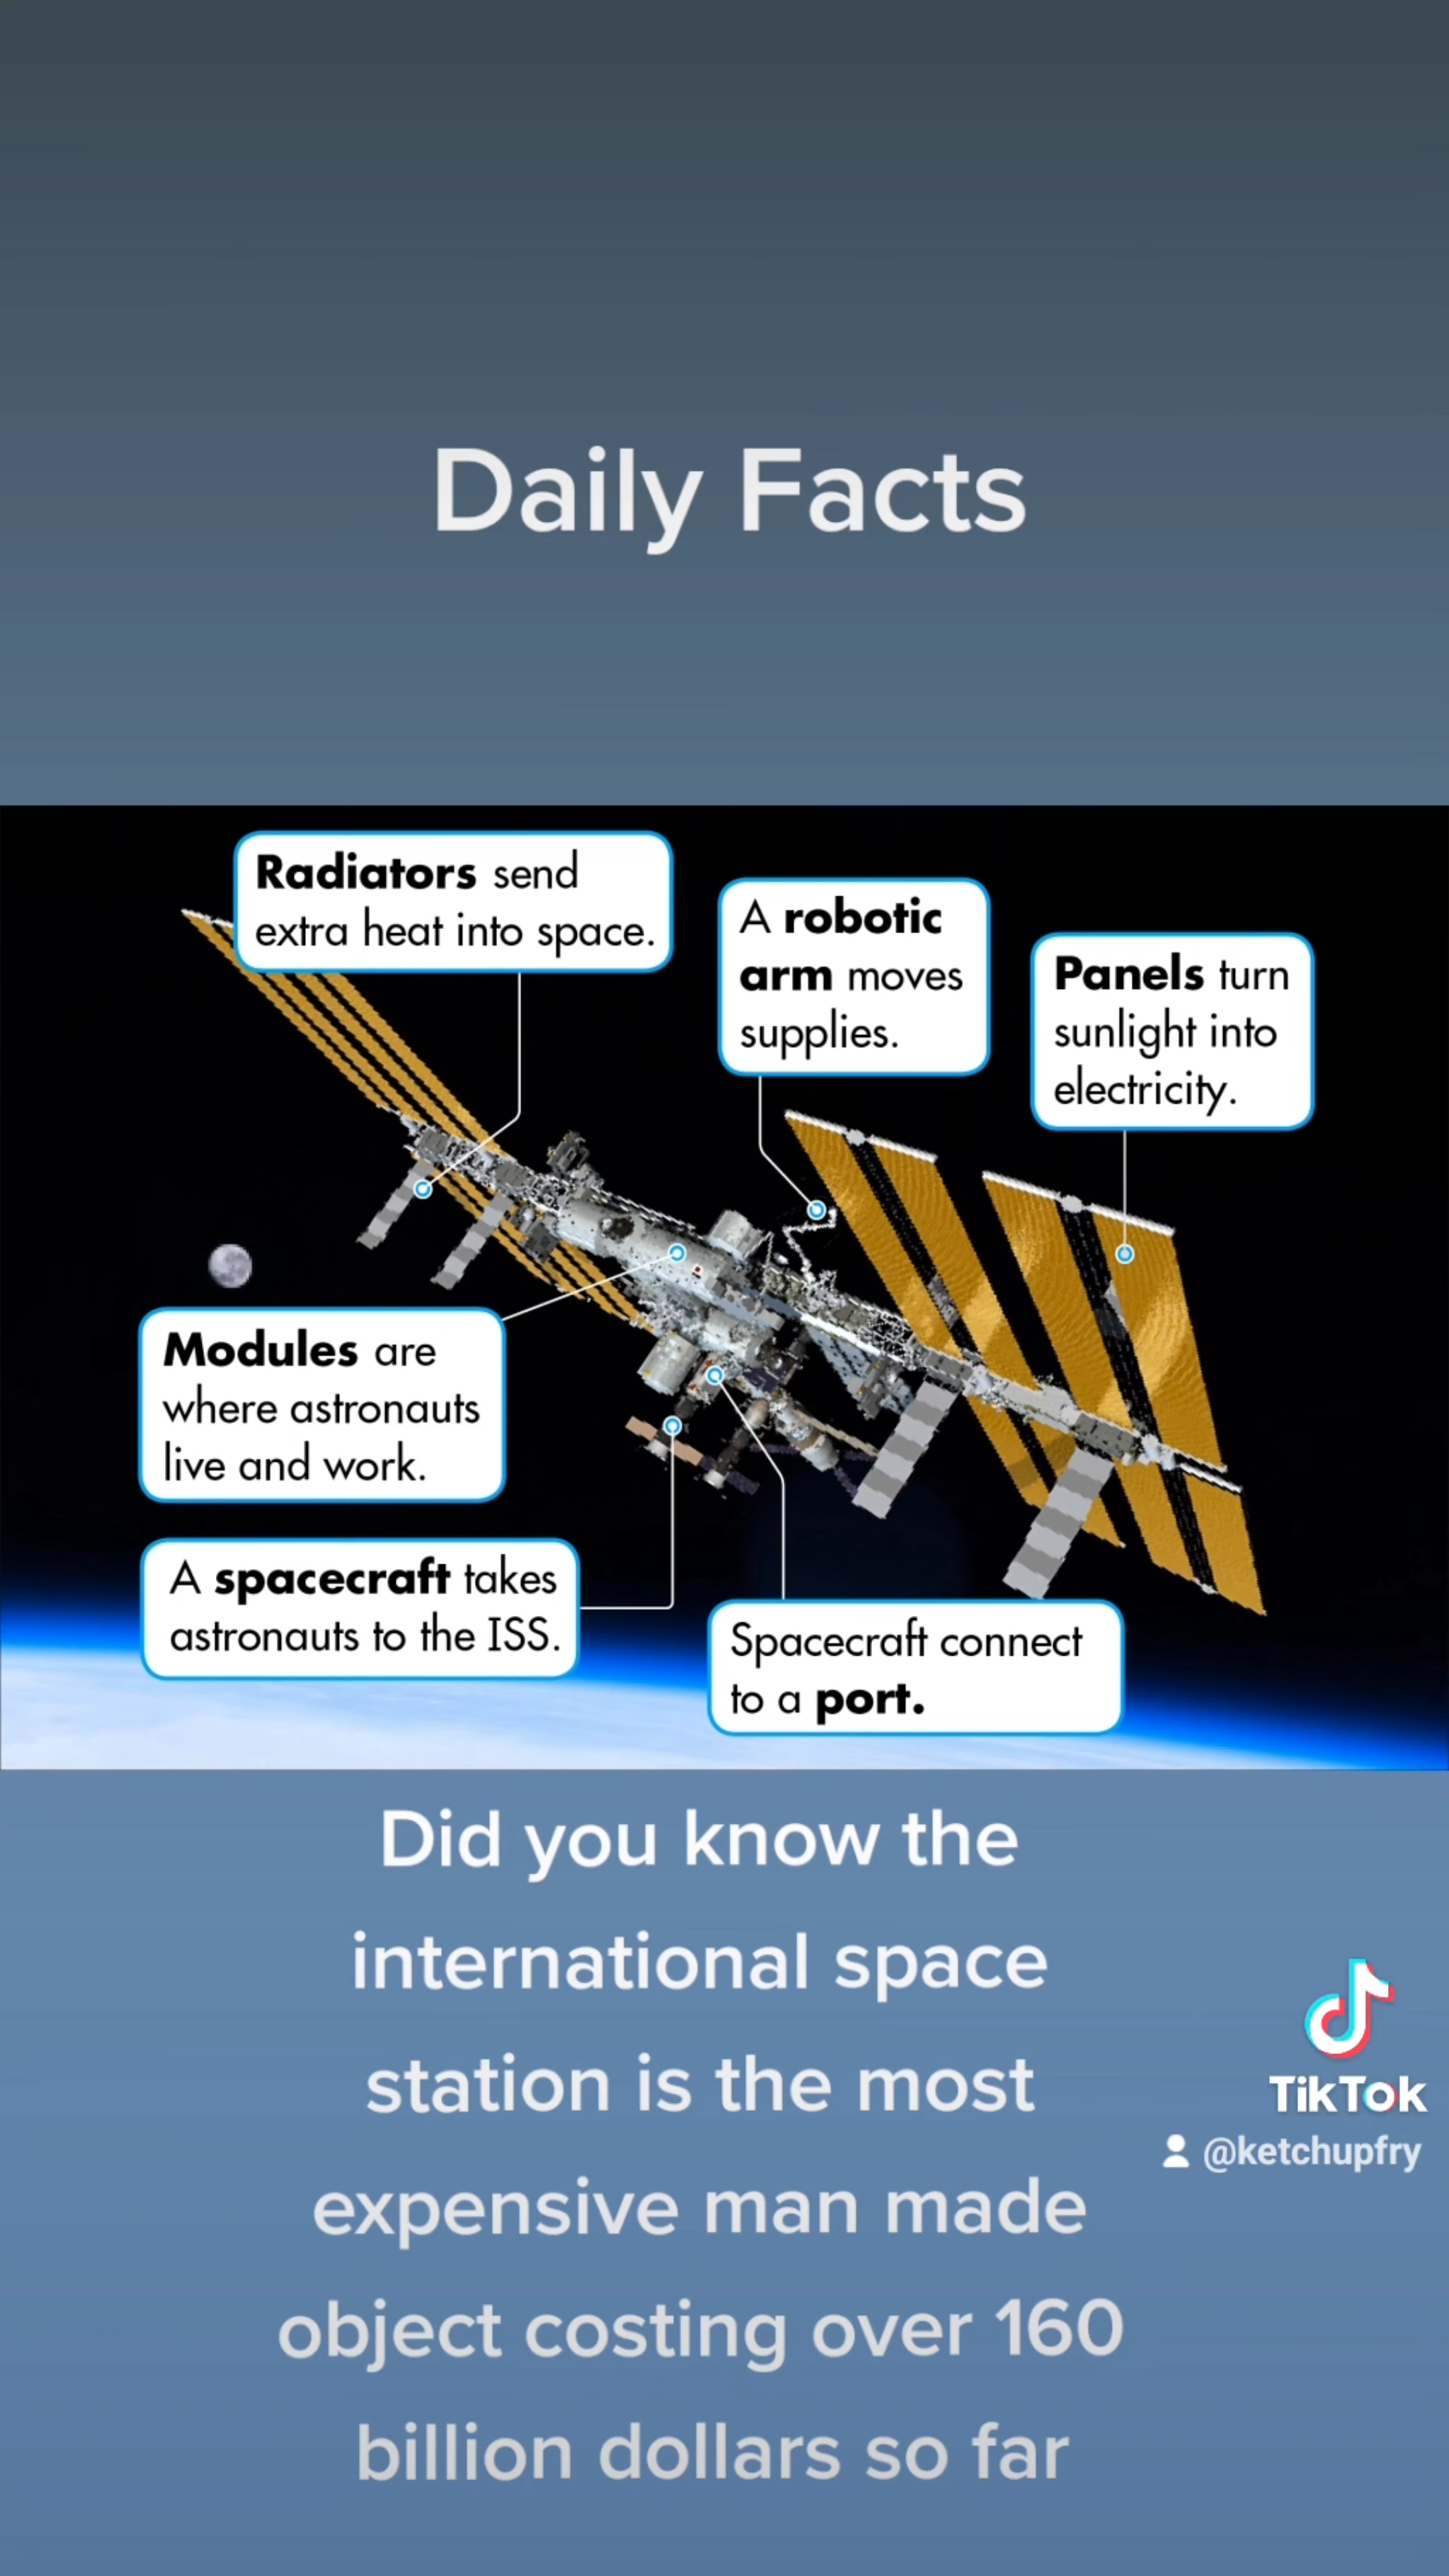 Daily Facts
Radiators send
extra heat into space.
A robotic
arm moves
supplies.
Panels turn
sunlight into
electricity.
Modules are
where astronauts
live and work.
A spacecraft takes
astronauts to the ISS.
Spacecraft connect
to a port.
Did you know the
international space
station is the most
expensive man made
object costing over 160
billion dollars so far
TikTok
@ketchupfry